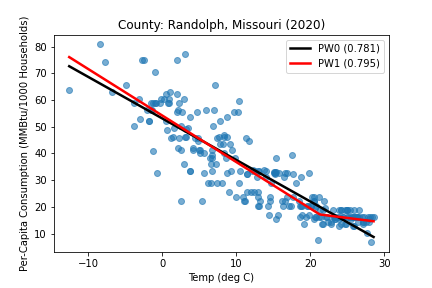 County: Randolph, Missouri (2020)
PW0 (0.781)
PW1 (0.795)
Per-Capita Consumption (MMBtu/1000 Households)
80
70
60
50
40
30
20
10
−10
0
10
20
30
Temp (deg C)